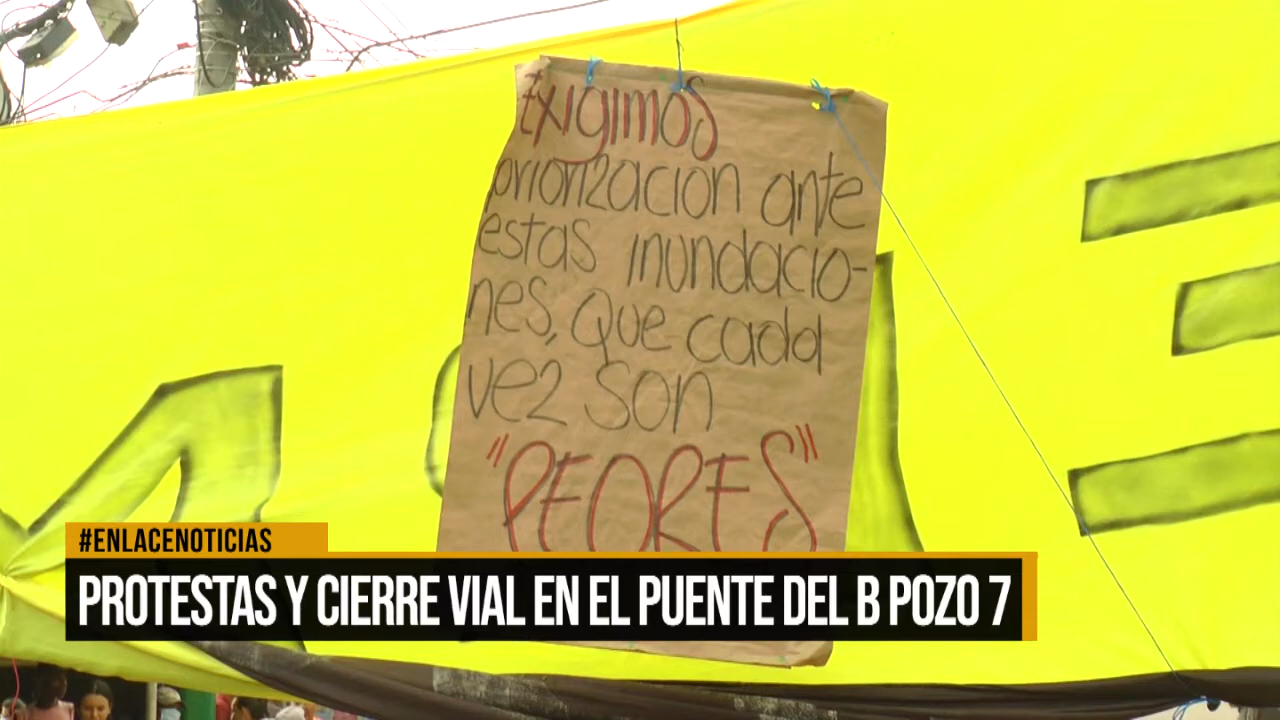 Exigimos
priorización ante
estas inundacio-
nes, que cada
vez son
"PEORES"
#ENLACENOTICIAS
PROTESTAS Y CIERRE VIAL EN EL PUENTE DEL B POZO 7